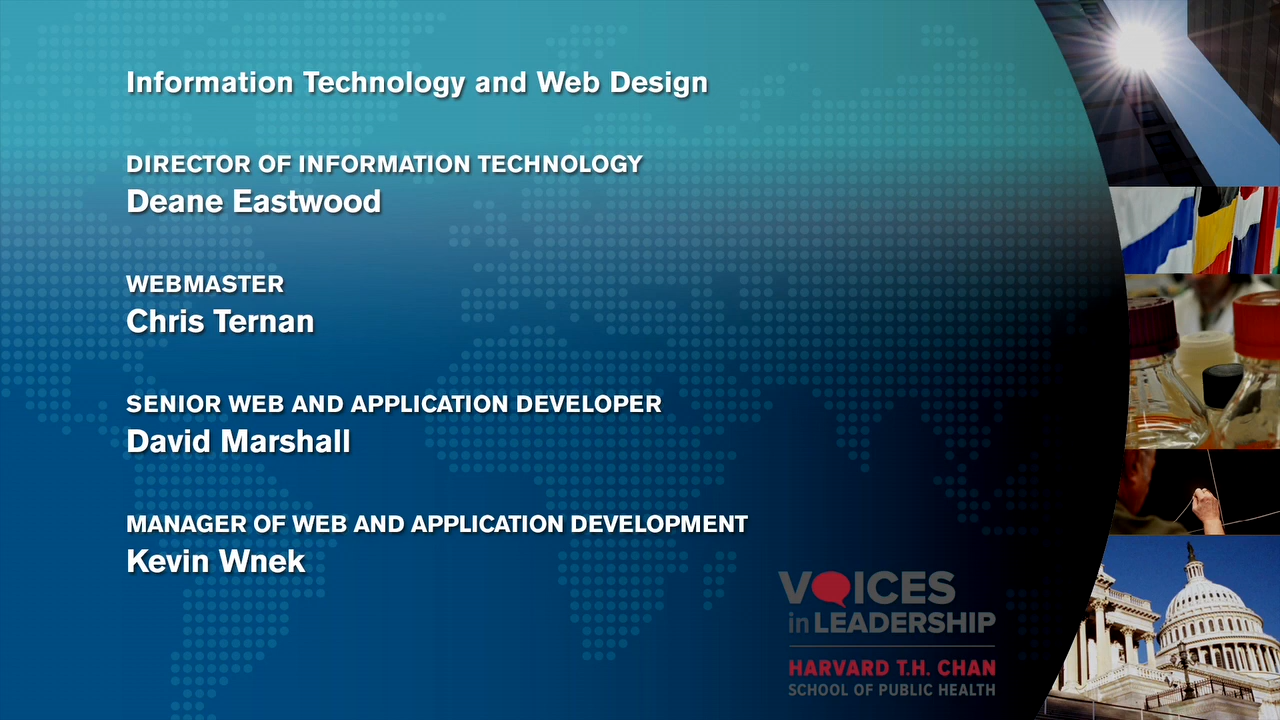 Information Technology and Web Design
DIRECTOR OF INFORMATION TECHNOLOGY
Deane Eastwood
WEBMASTER
Chris Ternan
SENIOR WEB AND APPLICATION DEVELOPER
David Marshall
MANAGER OF WEB AND APPLICATION DEVELOPMENT
Kevin Wnek
VOICES
in LEADERSHIP
HARVARD T.H. CHAN
SCHOOL OF PUBLIC HEALTH